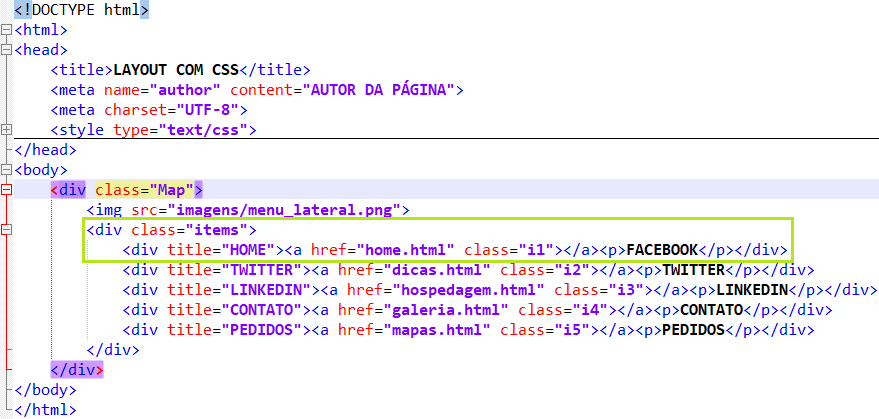 <!DOCTYPE html>
<html>
<head>
<title>LAYOUT COM CSS</title>
<meta name="author" content="AUTOR DA PÁGINA">
<meta charset="UTF-8">
<style type="text/css">
</head>
<body>
<div class="Map">
<img src="imagens/menu_lateral.png">
<div class="items">
<div title="HOME"><a href="home.html" class="i1"></a><p>FACEBOOK</p></div>
<div title="TWITTER"><a href="dicas.html" class="i2"></a><p>TWITTER</p></div>
<div title="LINKEDIN"><a href="hospedagem.html" class="i3"></a><p>LINKEDIN</p></div>
<div title="CONTATO"><a href="galeria.html" class="i4"></a><p>CONTATO</p></div>
<div title="PEDIDOS"><a href="mapas.html" class="i5"></a><p>PEDIDOS</p></div>
</div>
</div>
</body>
</html>